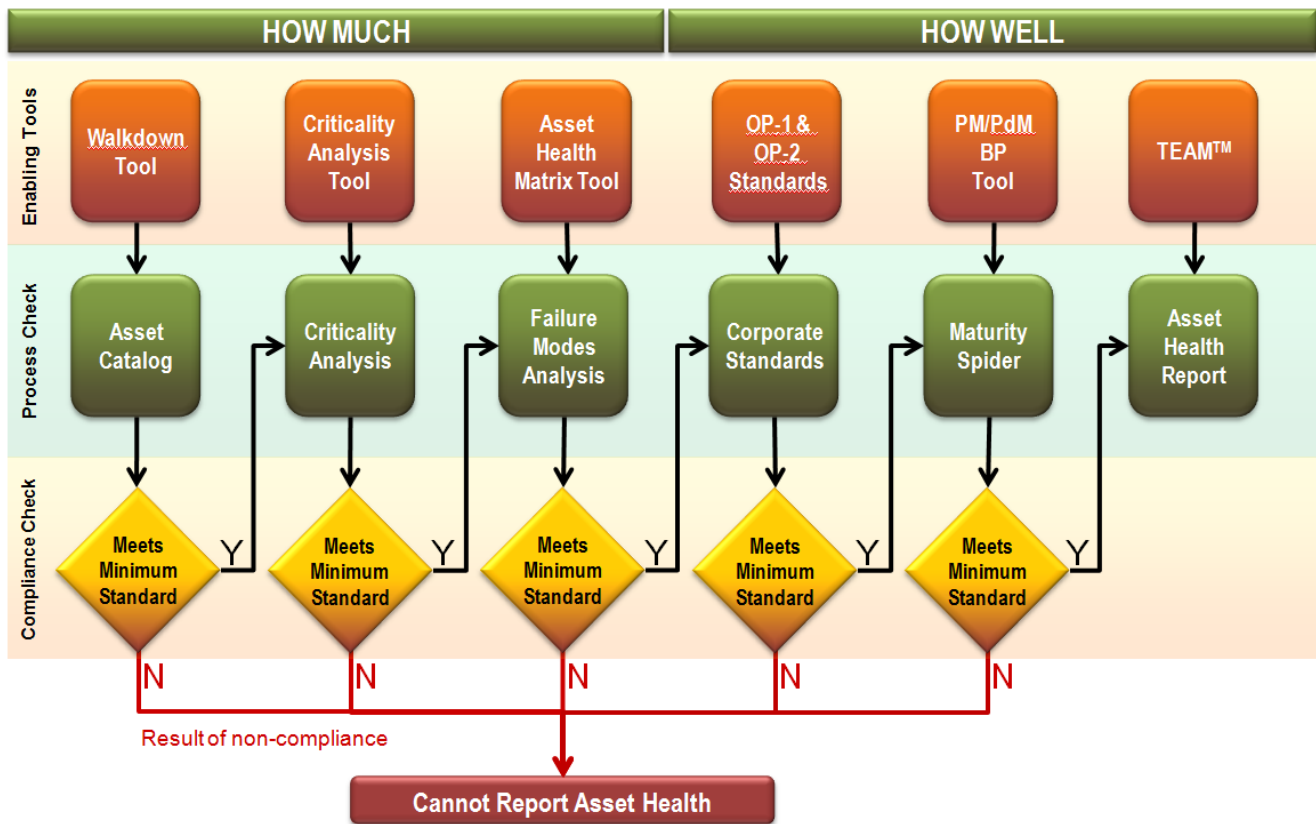 HOW MUCH
HOW WELL
Enabling Tools
Walkdown
Tool
Criticality
Analysis
Tool
Asset
Health
Matrix Tool
OP-1 &
OP-2
Standards
PM/PdM
BP
Tool
TEAM™
Process Check
Asset
Catalog
Criticality
Analysis
Failure
Modes
Analysis
Corporate
Standards
Maturity
Spider
Asset
Health
Report
Compliance Check
Meets
Minimum
Standard
Y
Meets
Minimum
Standard
Y
Meets
Minimum
Standard
Y
Meets
Minimum
Standard
Y
Meets
Minimum
Standard
Y
N
N
N
N
N
Result of non-compliance
Cannot Report Asset Health